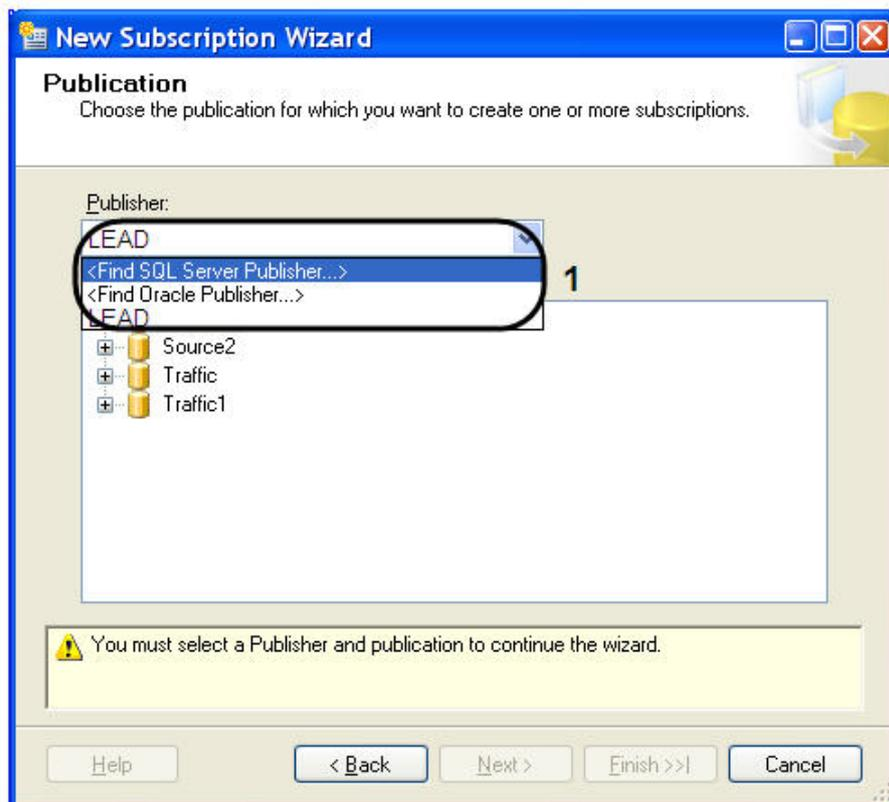 New Subscription Wizard
Publication
Choose the publication for which you want to create one or more subscriptions.
Publisher:
LEAD
<Find SQL Server Publisher...>
1
<Find Oracle Publisher...>
LEAD
Source2
Traffic
Traffic1
You must select a Publisher and publication to continue the wizard.
Help
< Back
Next >
Finish >>|
Cancel